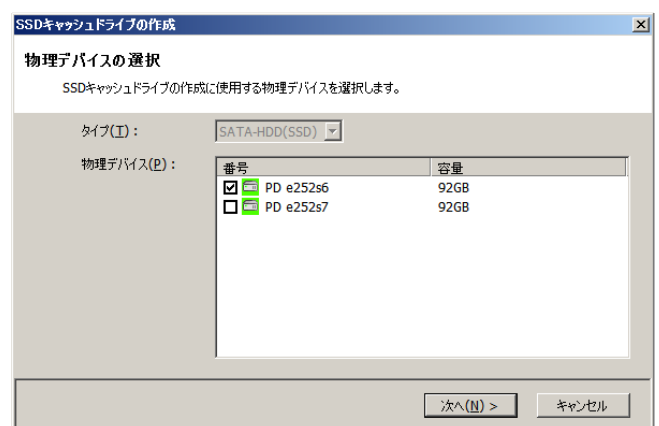 SSDキャッシュドライブの作成
物理デバイスの選択
SSDキャッシュドライブの作成に使用する物理デバイスを選択します。
タイプ(T)： SATA-HDD(SSD)
物理デバイス(P)： 番号 容量
PD e252s6 92GB
PD e252s7 92GB
次へ(N) > キャンセル